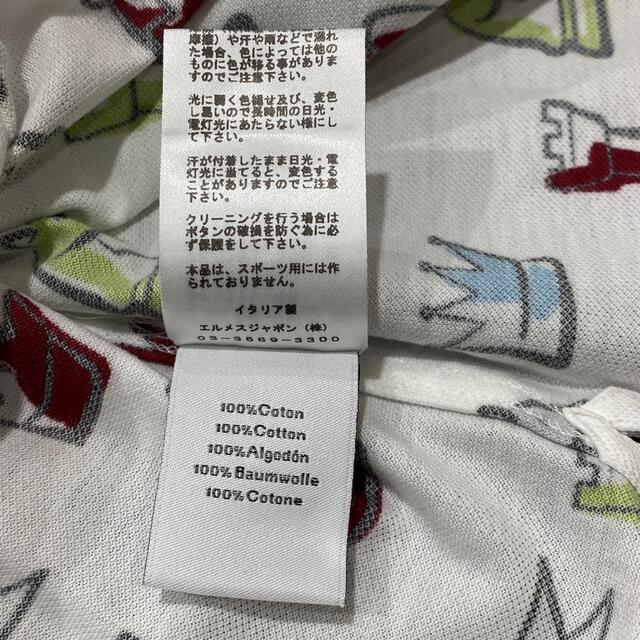 摩擦）や汗や雨などで濡れ
た場合、色によっては他の
ものに色が移る事がありま
すのでご注意下さい。
光に弱く色褪せ及び、変色
し易いので長時間の日光・
電灯光にあたらない様にし
て下さい。
汗が付着したまま日光・電
灯光に当てると、変色する
ことがありますのでご注意
下さい。
クリーニングを行う場合は
ボタンの破損を防ぐ為に必
ず保護をして下さい。
本品は、スポーツ用には作
られておりません。
イタリア製
エルメスジャポン（株）
03-3569-3300
100%Coton
100%Cotton
100%Algodón
100%Baumwolle
100%Cotone